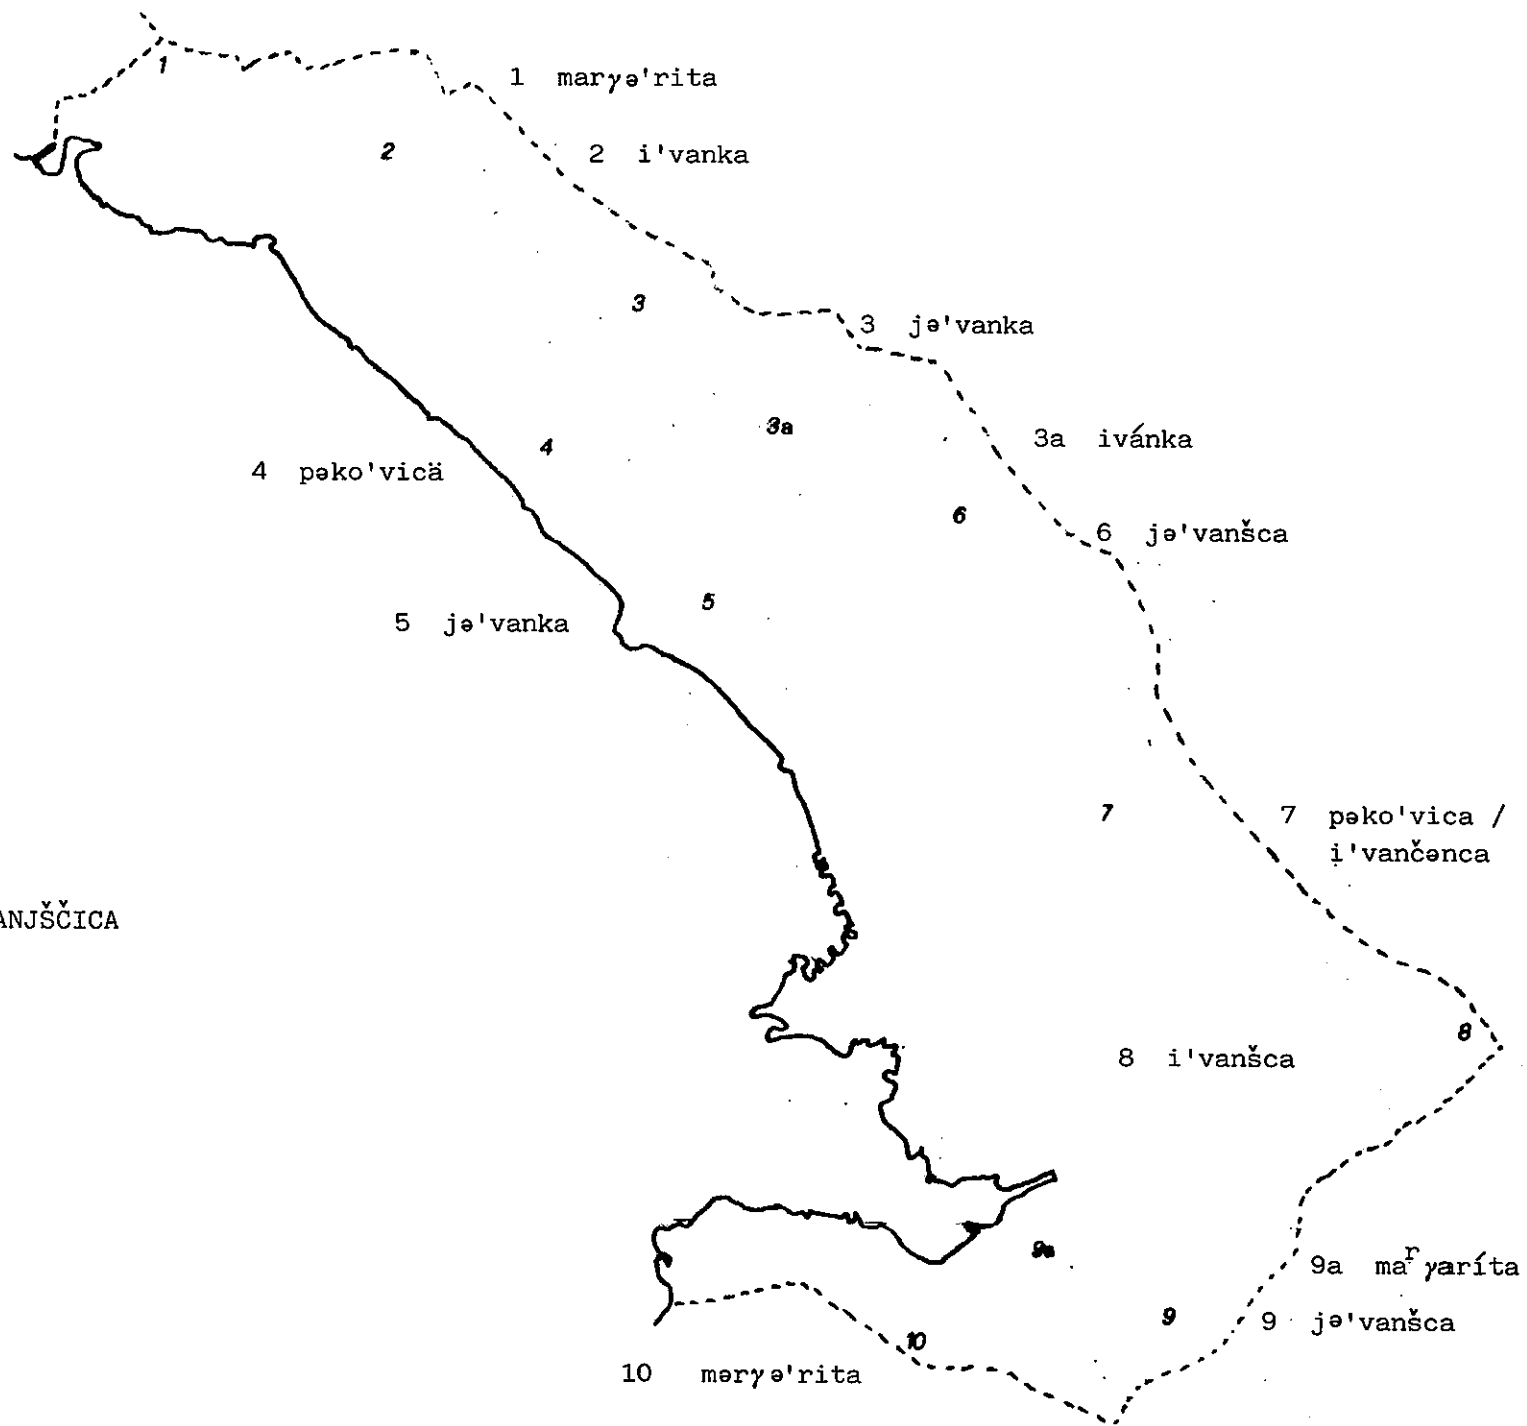 1
1 marγə'rita
2
2 i'vanka
3
3 jə'vanka
3a
3a ivánka
4
4 pəko'vicä
6
6 jə'vanšca
5
5 jə'vanka
7
7 pəko'vica /
i'vančənca
ANJŠČICA
8
8 i'vanšca
9a
9a maʳγaríta
9
9 jə'vanšca
10
10 mərγə'rita